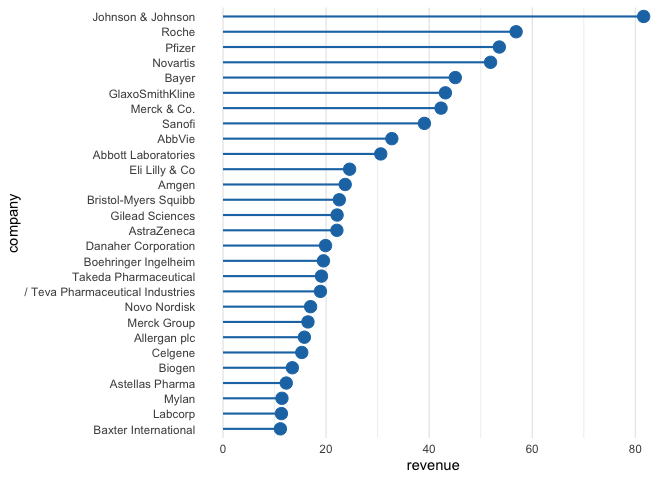 Johnson & Johnson
Roche
Pfizer
Novartis
Bayer
GlaxoSmithKline
Merck & Co.
Sanofi
AbbVie
Abbott Laboratories
Eli Lilly & Co
Amgen
Bristol-Myers Squibb
Gilead Sciences
AstraZeneca
Danaher Corporation
Boehringer Ingelheim
Takeda Pharmaceutical
/ Teva Pharmaceutical Industries
Novo Nordisk
Merck Group
Allergan plc
Celgene
Biogen
Astellas Pharma
Mylan
Labcorp
Baxter International
company
0 20 40 60 80
revenue